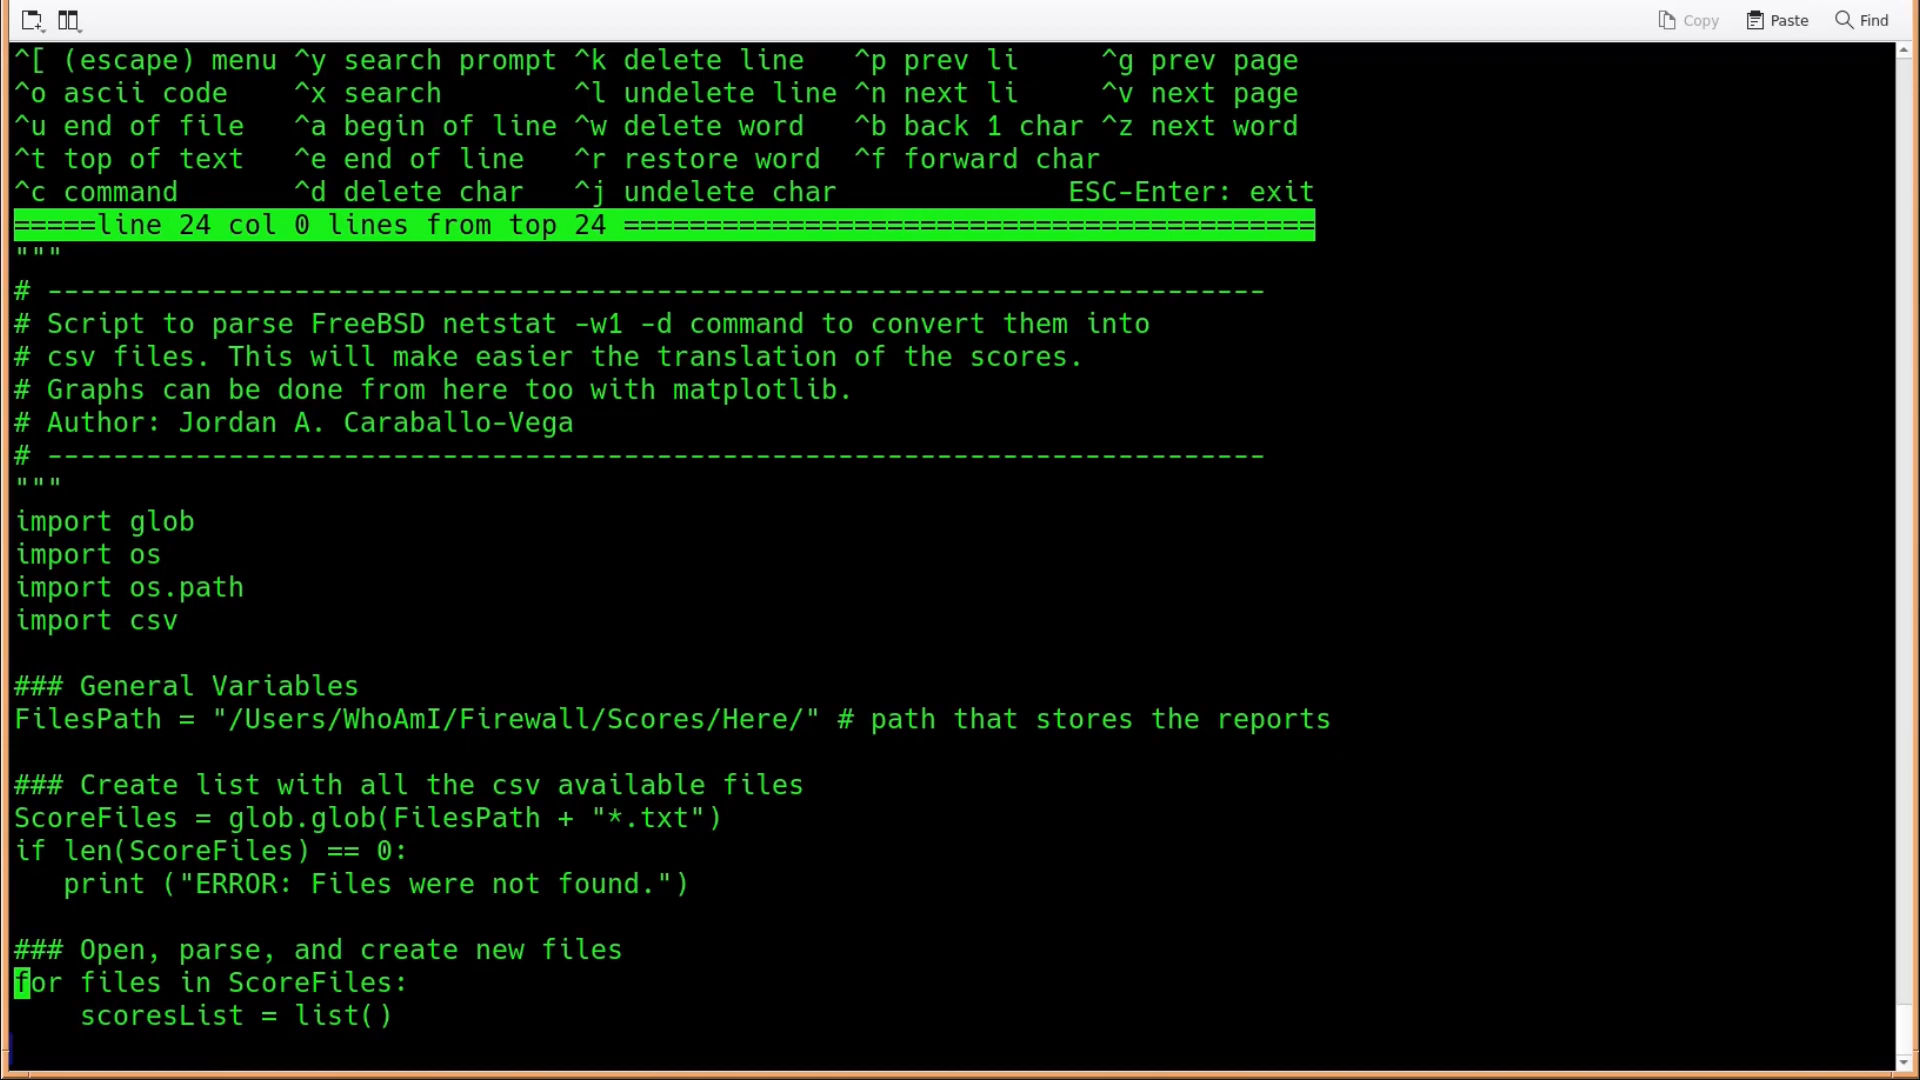 Copy Paste Find
^[ (escape) menu ^y search prompt ^k delete line   ^p prev li     ^g prev page
^o ascii code    ^x search        ^l undelete line ^n next li     ^v next page
^u end of file   ^a begin of line ^w delete word   ^b back 1 char ^z next word
^t top of text   ^e end of line   ^r restore word  ^f forward char
^c command       ^d delete char   ^j undelete char              ESC-Enter: exit
=====line 24 col 0 lines from top 24 ==========================================
"""
# --------------------------------------------------------------------------
# Script to parse FreeBSD netstat -w1 -d command to convert them into
# csv files. This will make easier the translation of the scores.
# Graphs can be done from here too with matplotlib.
# Author: Jordan A. Caraballo-Vega
# --------------------------------------------------------------------------
"""
import glob
import os
import os.path
import csv

### General Variables
FilesPath = "/Users/WhoAmI/Firewall/Scores/Here/" # path that stores the reports

### Create list with all the csv available files
ScoreFiles = glob.glob(FilesPath + "*.txt")
if len(ScoreFiles) == 0:
   print ("ERROR: Files were not found.")

### Open, parse, and create new files
for files in ScoreFiles:
    scoresList = list()